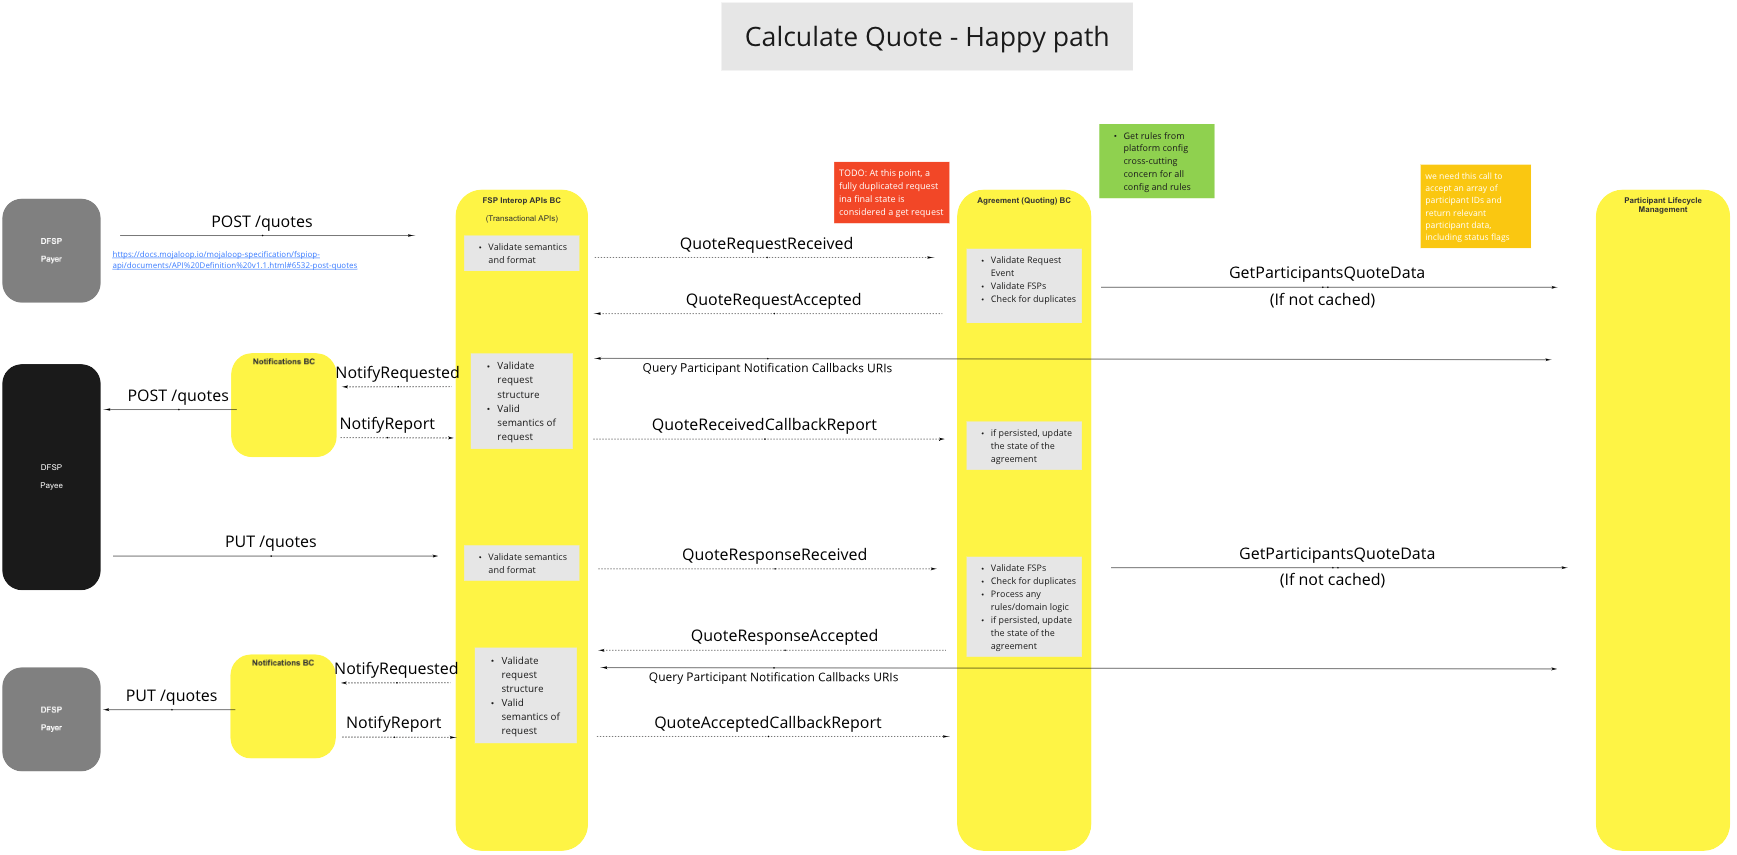 Calculate Quote - Happy path
• Get rules from
platform config
cross-cutting
concern for all
config and rules
TODO: At this point, a
fully duplicated request
ina final state is
considered a get request
we need this call to
accept an array of
participant IDs and
return relevant
participant data,
including status flags
FSP Interop APIs BC
(Transactional APIs)
Agreement (Quoting) BC
Participant Lifecycle
Management
DFSP
Payer
POST /quotes
https://docs.mojaloop.io/mojaloop-specification/fspiop-
api/documents/API%20Definition%20v1.1.html#6532-post-quotes
• Validate semantics
and format
QuoteRequestReceived
• Validate Request
Event
• Validate FSPs
• Check for duplicates
GetParticipantsQuoteData
(If not cached)
QuoteRequestAccepted
Query Participant Notification Callbacks URIs
Notifications BC
NotifyRequested
• Validate
request
structure
• Valid
semantics of
request
POST /quotes
NotifyReport
QuoteReceivedCallbackReport
• if persisted, update
the state of the
agreement
DFSP
Payee
PUT /quotes
• Validate semantics
and format
QuoteResponseReceived
• Validate FSPs
• Check for duplicates
• Process any
rules/domain logic
• if persisted, update
the state of the
agreement
GetParticipantsQuoteData
(If not cached)
QuoteResponseAccepted
Query Participant Notification Callbacks URIs
Notifications BC
NotifyRequested
• Validate
request
structure
• Valid
semantics of
request
DFSP
Payer
PUT /quotes
NotifyReport
QuoteAcceptedCallbackReport